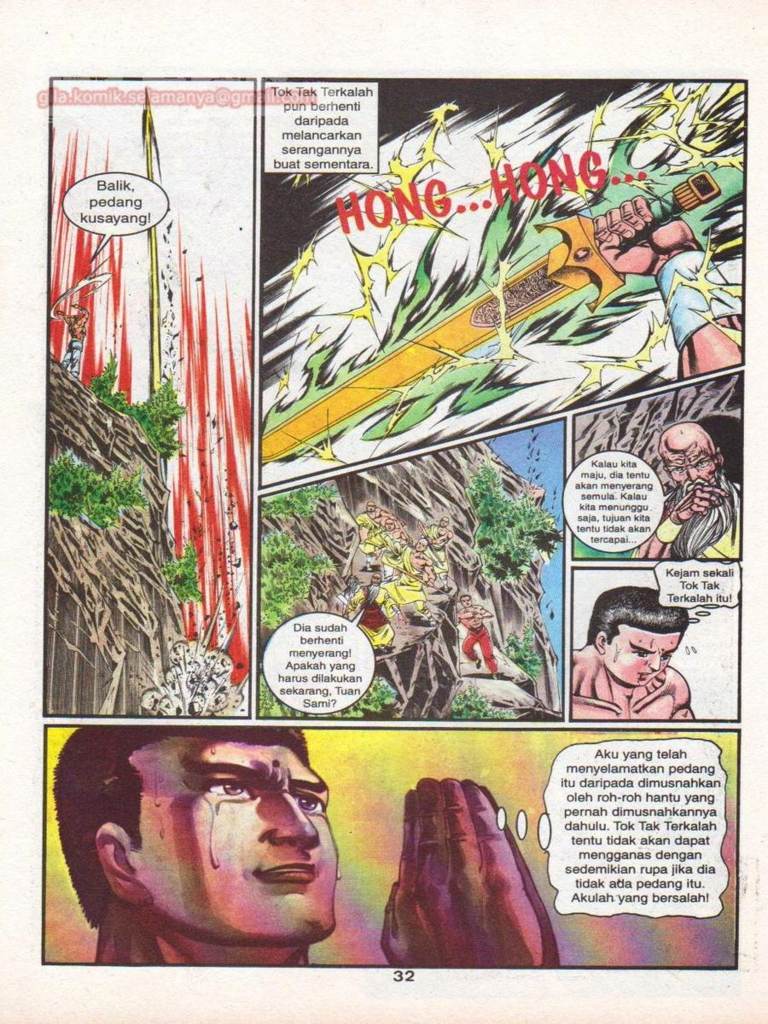 gila.komik.selamanya@gmail.com
Balik,
pedang
kusayang!
Tok Tak Terkalah
pun berhenti
daripada
melancarkan
serangannya
buat sementara.
HONG...HONG...
Kalau kita
maju, dia tentu
akan menyerang
semula. Kalau
kita menunggu
saja, tujuan kita
tentu tidak akan
tercapai...
Dia sudah
berhenti
menyerang!
Apakah yang
harus dilakukan
sekarang, Tuan
Sami?
Kejam sekali
Tok Tak
Terkalah itu!
Aku yang telah
menyelamatkan pedang
itu daripada dimusnahkan
oleh roh-roh hantu yang
pernah dimusnahkannya
dahulu. Tok Tak Terkalah
tentu tidak akan dapat
mengganas dengan
sedemikian rupa jika dia
tidak ada pedang itu.
Akulah yang bersalah!
32